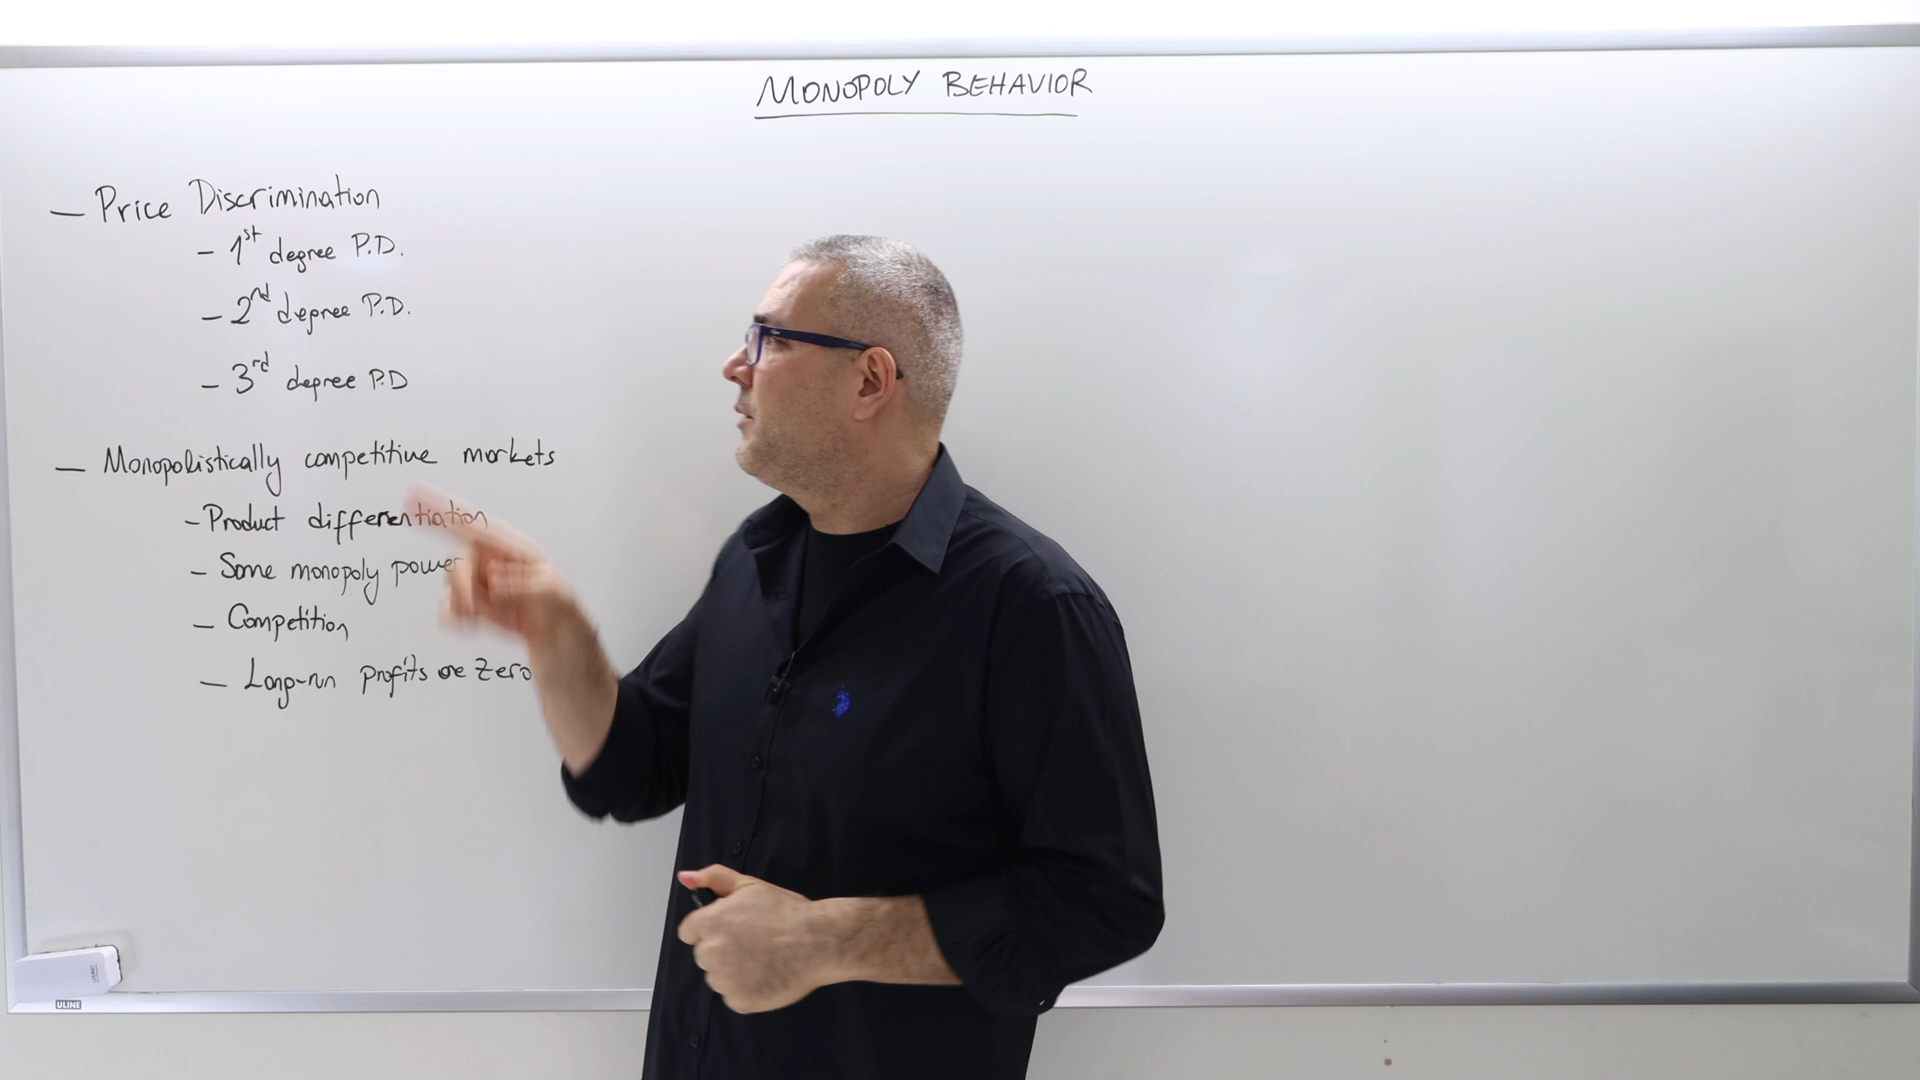 MONOPOLY BEHAVIOR
— Price Discrimination
- 1st degree P.D.
- 2nd degree P.D.
- 3rd degree P.D
— Monopolistically competitive markets
- Product differentiation
- Some monopoly power
- Competition
- Long-run profits are zero
ULINE